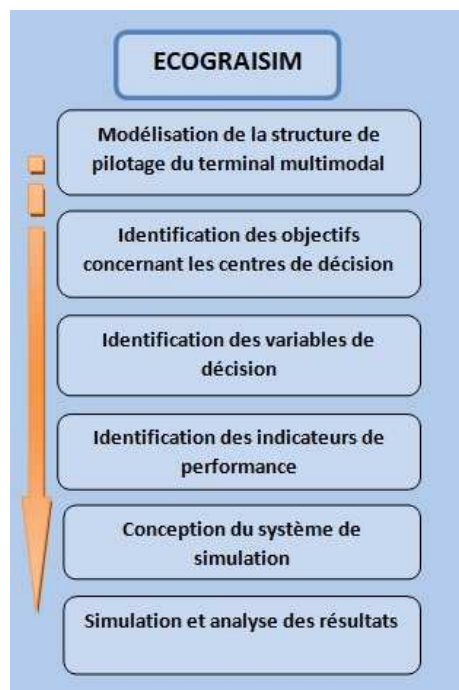 ECOGRAISIM
Modélisation de la structure de
pilotage du terminal multimodal
Identification des objectifs
concernant les centres de décision
Identification des variables de
décision
Identification des indicateurs de
performance
Conception du système de
simulation
Simulation et analyse des résultats